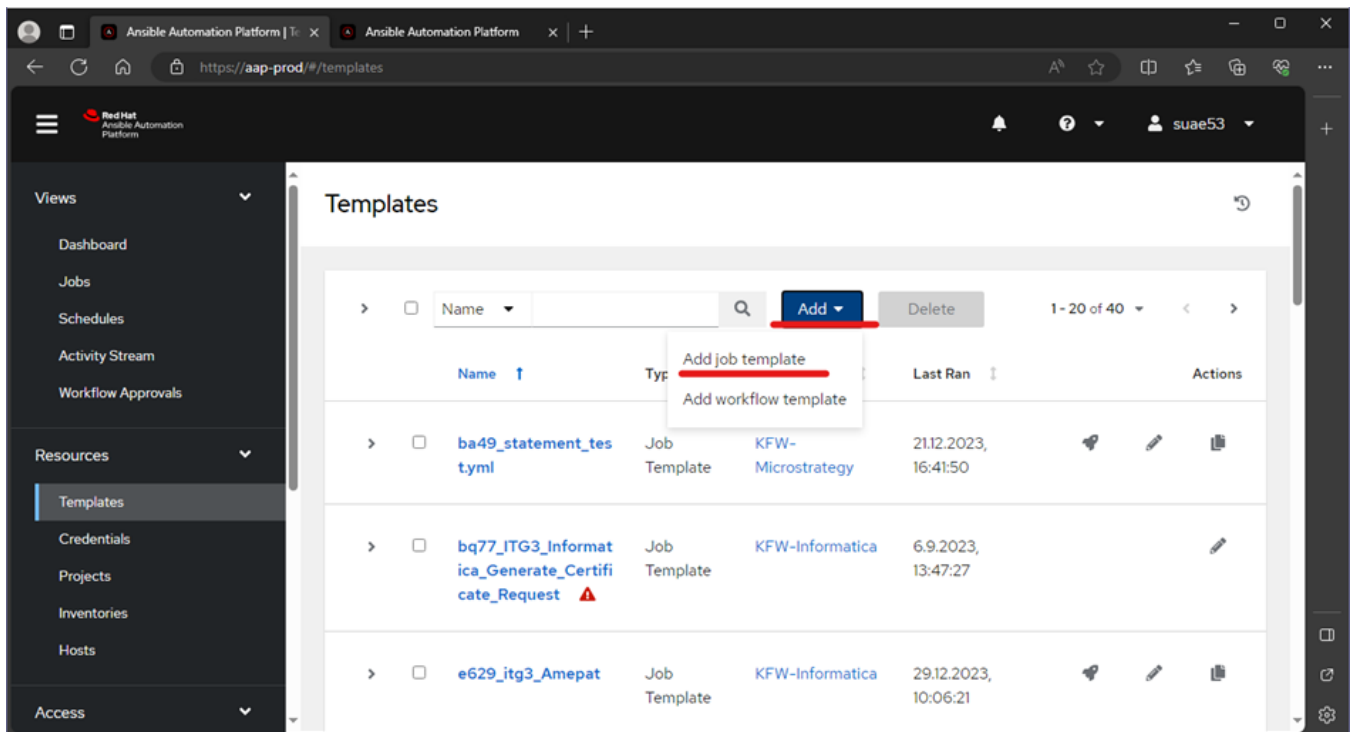 Ansible Automation Platform | Te
Ansible Automation Platform
https://aap-prod/#/templates
Red Hat
Ansible Automation
Platform
suae53
Views
Dashboard
Jobs
Schedules
Activity Stream
Workflow Approvals
Resources
Templates
Credentials
Projects
Inventories
Hosts
Access
Templates
Name
Add
Delete
1 - 20 of 40
Add job template
Add workflow template
Name
Typ
Last Ran
Actions
ba49_statement_tes
t.yml
Job
Template
KFW-
Microstrategy
21.12.2023,
16:41:50
bq77_ITG3_Informat
ica_Generate_Certifi
cate_Request
Job
Template
KFW-Informatica
6.9.2023,
13:47:27
e629_itg3_Amepat
Job
Template
KFW-Informatica
29.12.2023,
10:06:21